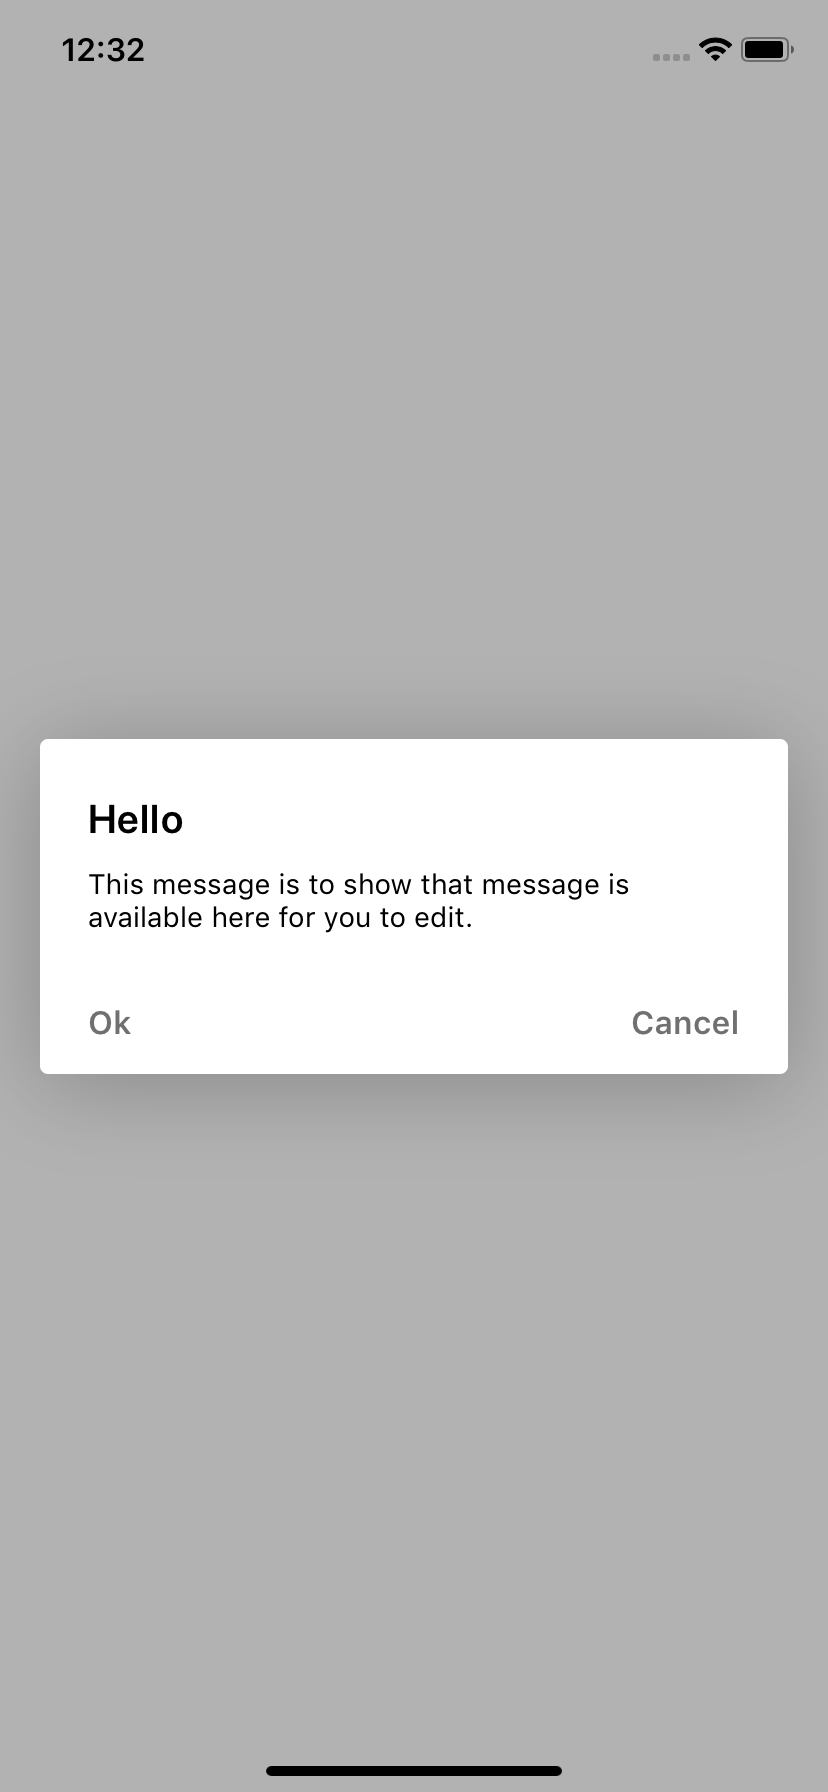 12:32
Hello
This message is to show that message is
available here for you to edit.
Ok
Cancel